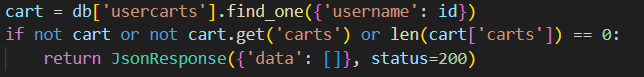 cart = db['usercarts'].find_one({'username': id})
if not cart or not cart.get('carts') or len(cart['carts']) == 0:
    return JsonResponse({'data': []}, status=200)